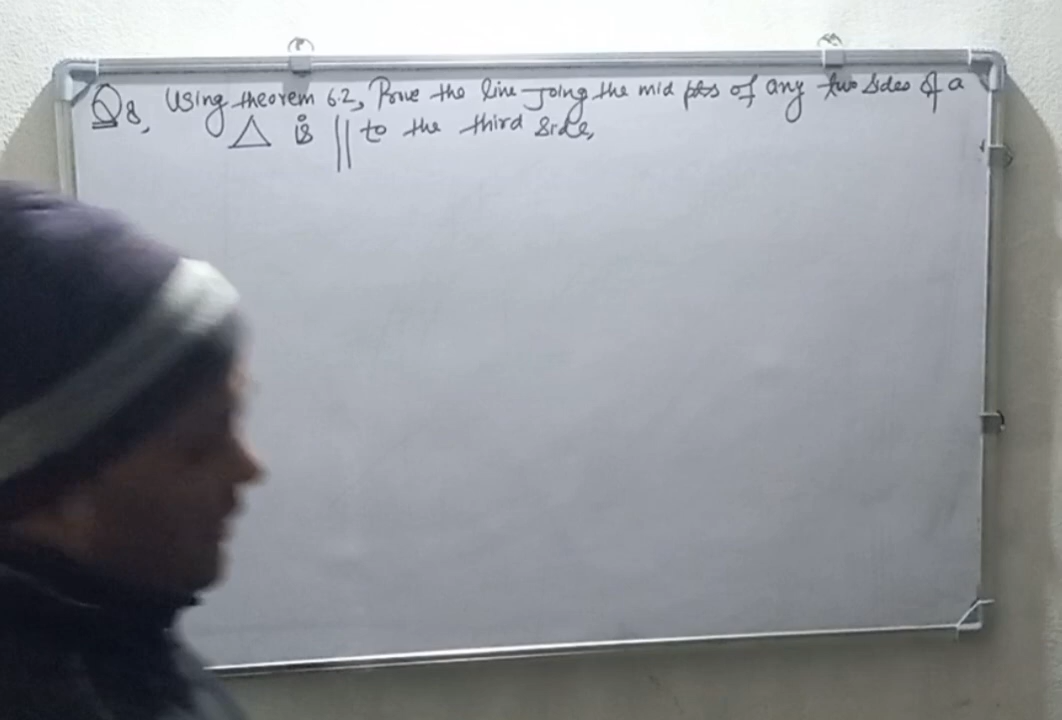 Q8, Using theorem 6.2, Prove the line joing the mid pts of any two sides of a
△ is || to the third side,